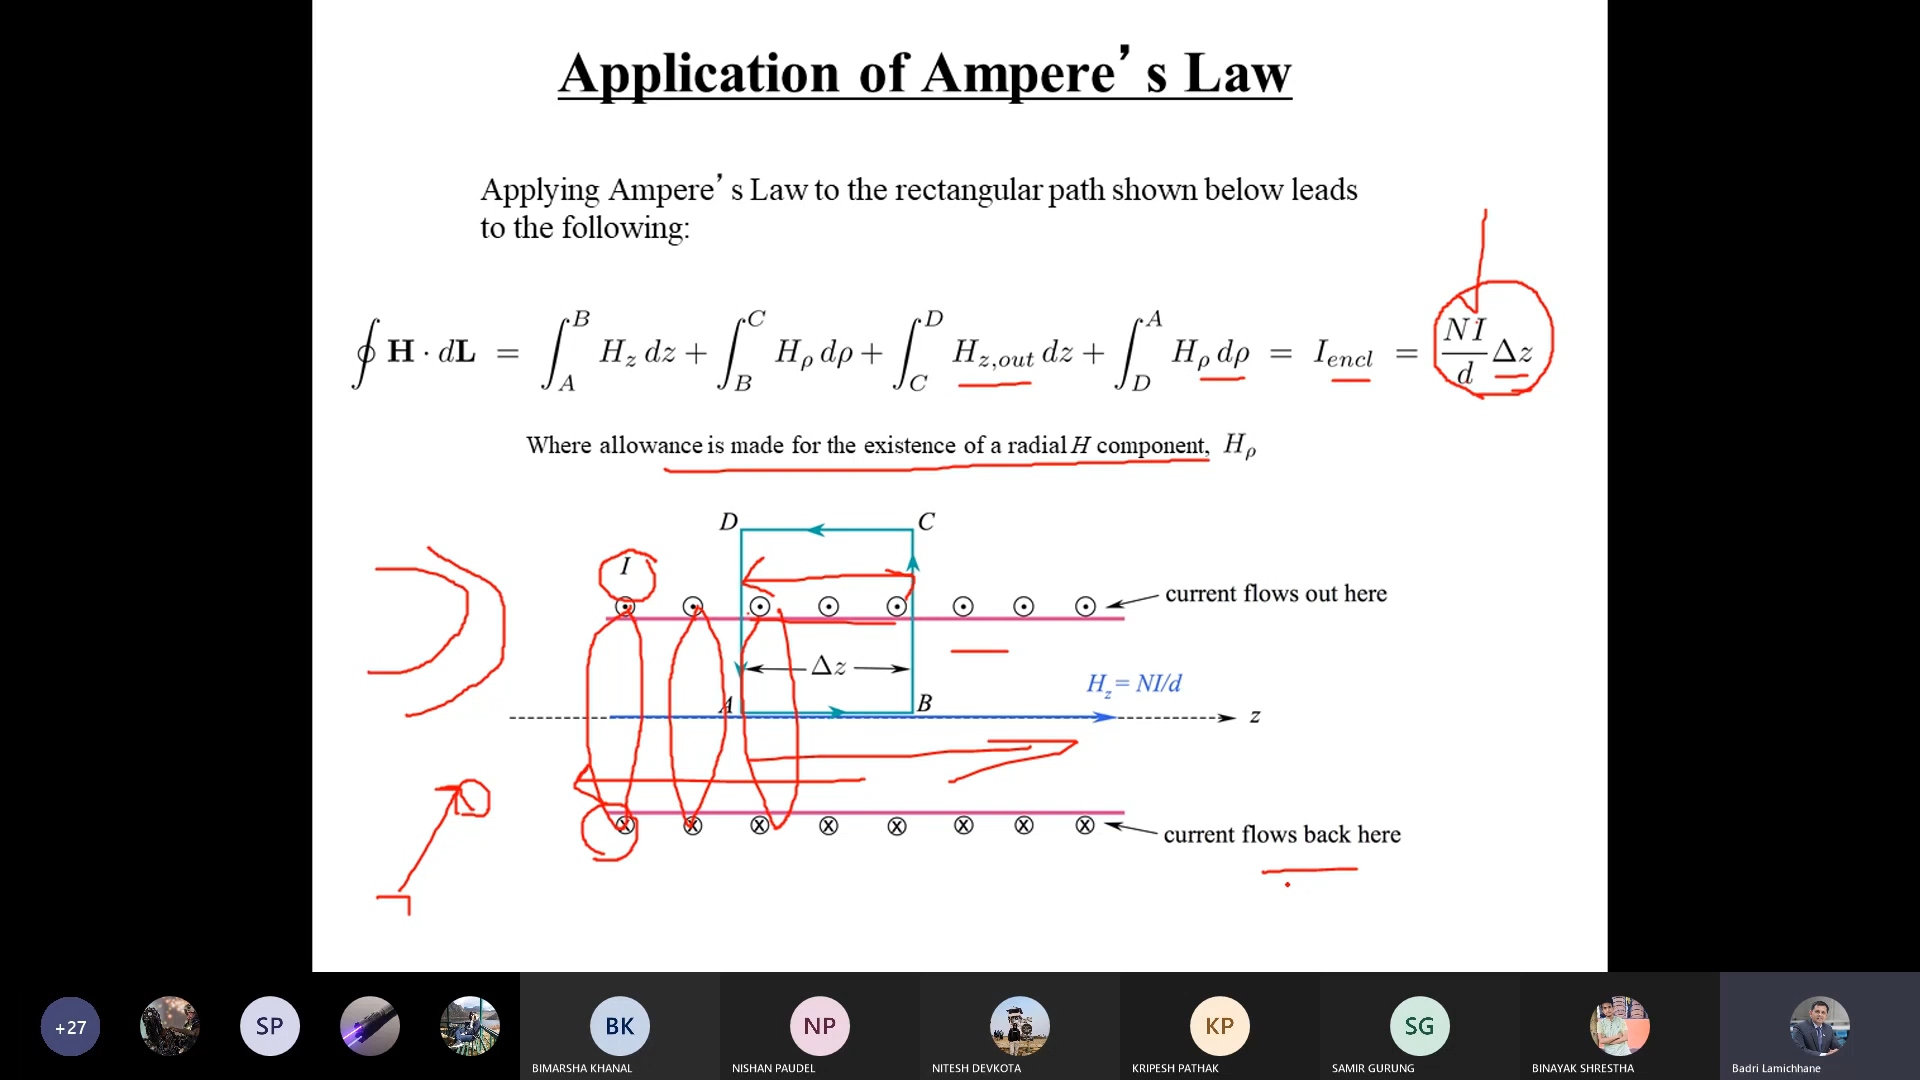 Application of Ampere’s Law
Applying Ampere’s Law to the rectangular path shown below leads
to the following:
∮ H · dL = ∫_A^B H_z dz + ∫_B^C H_ρ dρ + ∫_C^D H_{z,out} dz + ∫_D^A H_ρ dρ = I_{encl} = NI/d Δz
Where allowance is made for the existence of a radial H component, H_ρ
D C
I
current flows out here
Δz
H_z = NI/d
A B
z
current flows back here
+27 SP BK NP KP SG
BIMARSHA KHANAL NISHAN PAUDEL NITESH DEVKOTA KRIPESH PATHAK SAMIR GURUNG BINAYAK SHRESTHA Badri Lamichhane